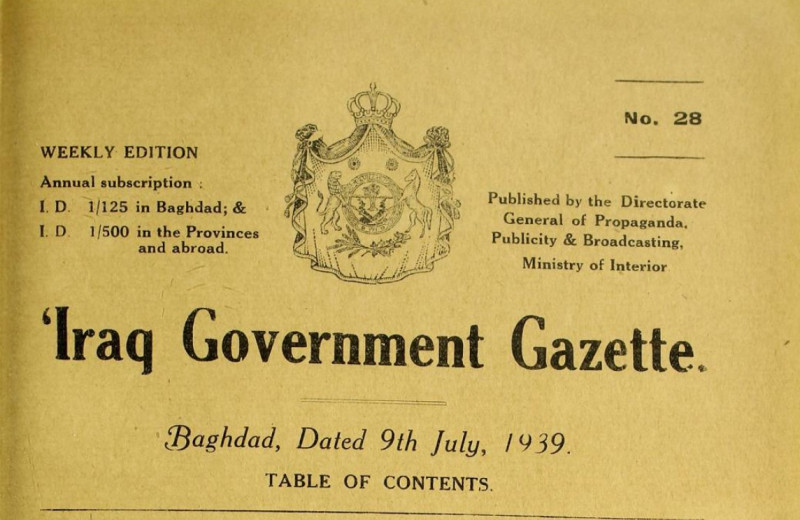 No. 28
WEEKLY EDITION
Annual subscription :
I. D. 1/125 in Baghdad; &
I. D 1/500 in the Provinces
and abroad.
Published by the Directorate
General of Propaganda,
Publicity & Broadcasting,
Ministry of Interior
‘Iraq Government Gazette.
Baghdad, Dated 9th July, 1939.
TABLE OF CONTENTS.